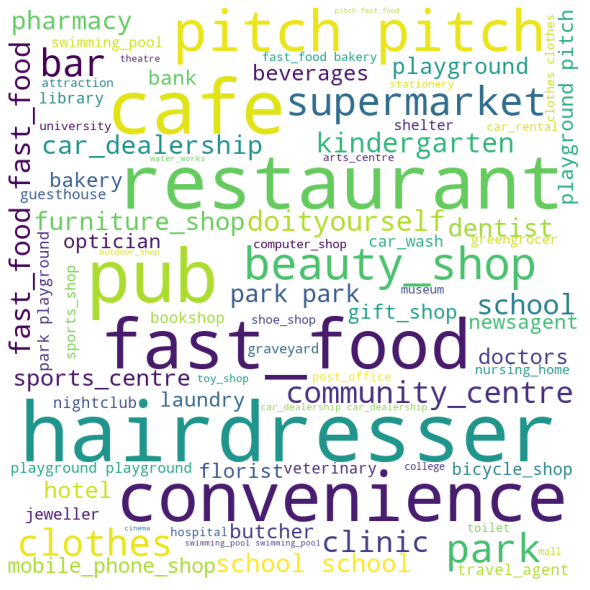 pitch fast_food
pharmacy
pitch pitch
swimming_pool
theatre
fast_food bakery
clothes clothes
bar
bank
beverages
playground
playground pitch
attraction
stationery
library
cafe
supermarket
fast_food fast_food
university
shelter
car_rental
car_dealership
kindergarten
water_works
arts_centre
bakery
restaurant
guesthouse
furniture_shop
doityourself
dentist
optician
computer_shop
car_wash
greengrocer
outdoor_shop
pub
beauty_shop
park playground
sports_shop
park park
museum
gift_shop
school
bookshop
shoe_shop
newsagent
fast_food
graveyard
doctors
sports_centre
toy_shop
post_office
nursing_home
nightclub
laundry
community_centre
car_dealership car_dealership
hairdresser
playground playground
florist
veterinary
college
bicycle_shop
hotel
convenience
jeweller
cinema
hospital
butcher
toilet
clothes
swimming_pool swimming_pool
clinic
park
mall
mobile_phone_shop
school school
travel_agent